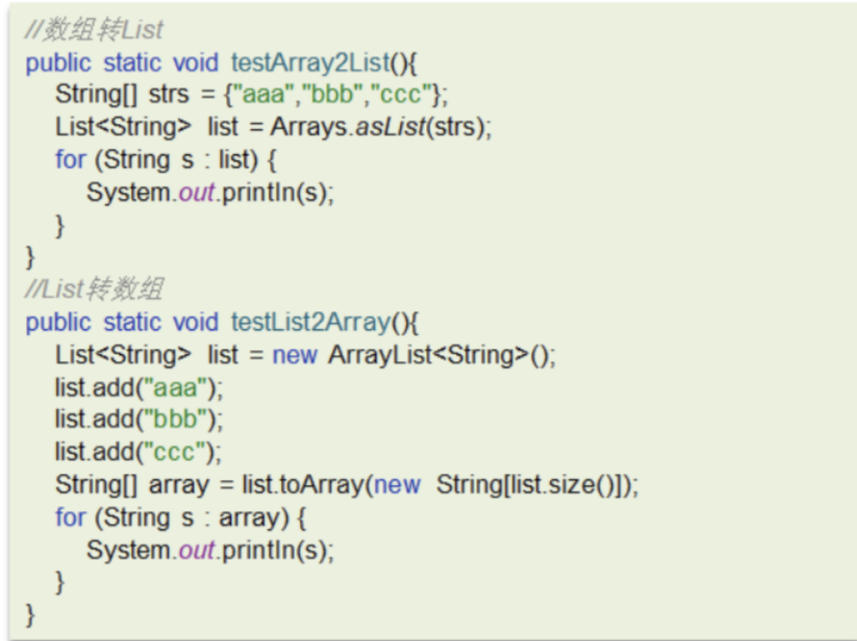 //数组转List
public static void testArray2List(){
String[] strs = {"aaa","bbb","ccc"};
List<String> list = Arrays.asList(strs);
for (String s : list) {
System.out.println(s);
}
}
//List转数组
public static void testList2Array(){
List<String> list = new ArrayList<String>();
list.add("aaa");
list.add("bbb");
list.add("ccc");
String[] array = list.toArray(new String[list.size()]);
for (String s : array) {
System.out.println(s);
}
}